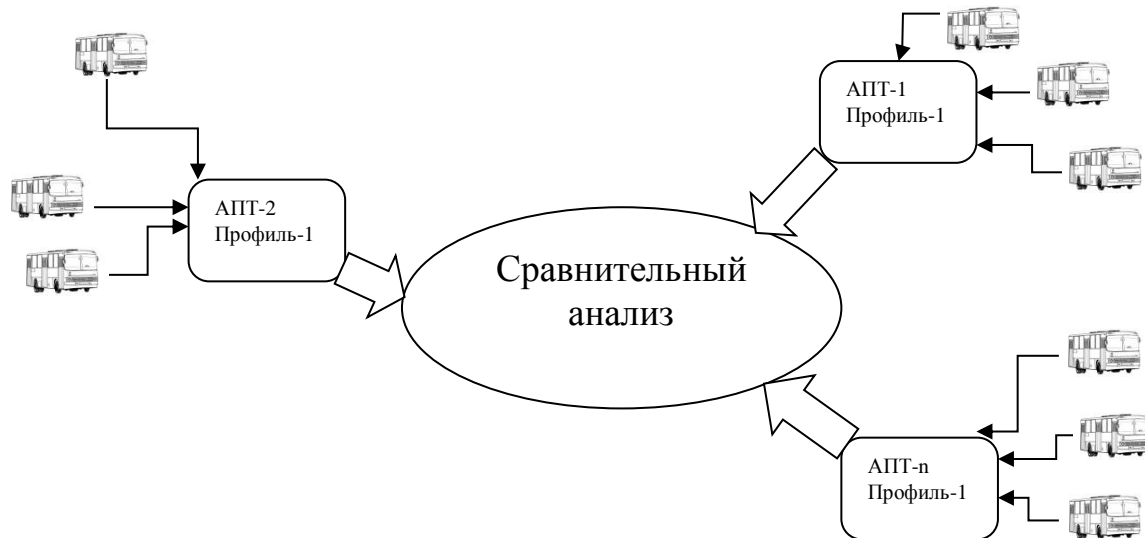 АПТ-1
Профиль-1
АПТ-2
Профиль-1
Сравнительный
анализ
АПТ-n
Профиль-1